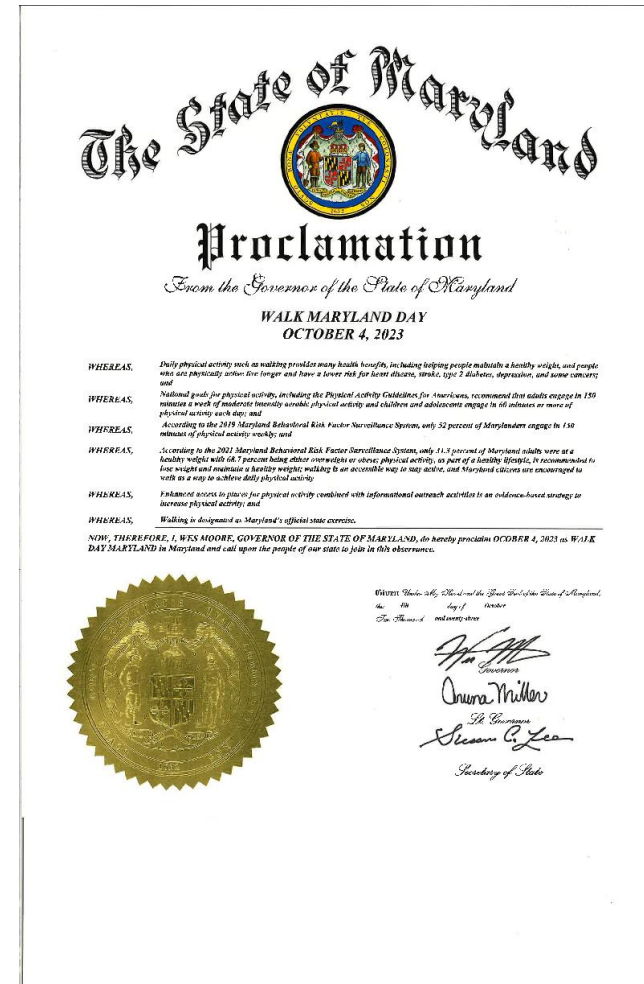 The State of Maryland
Proclamation
From the Governor of the State of Maryland
WALK MARYLAND DAY
OCTOBER 4, 2023
WHEREAS, Daily physical activity such as walking provides many health benefits, including helping people maintain a healthy weight, and people
who are physically active live longer and have a lower risk for heart disease, stroke, type 2 diabetes, depression, and some cancers;
and
WHEREAS, National goals for physical activity, including the Physical Activity Guidelines for Americans, recommend that adults engage in 150
minutes a week of moderate intensity aerobic physical activity and children and adolescents engage in 60 minutes or more of
physical activity each day; and
WHEREAS, According to the 2019 Maryland Behavioral Risk Factor Surveillance System, only 52 percent of Marylanders engage in 150
minutes of physical activity weekly; and
WHEREAS, According to the 2021 Maryland Behavioral Risk Factor Surveillance System, only 31.3 percent of Maryland adults were at a
healthy weight with 68.7 percent being either overweight or obese; physical activity, as part of a healthy lifestyle, is recommended to
lose weight and maintain a healthy weight; walking is an accessible way to stay active, and Maryland citizens are encouraged to
walk as a way to achieve daily physical activity
WHEREAS, Enhanced access to places for physical activity combined with informational outreach activities is an evidence-based strategy to
increase physical activity; and
WHEREAS, Walking is designated as Maryland's official state exercise.
NOW, THEREFORE, I, WES MOORE, GOVERNOR OF THE STATE OF MARYLAND, do hereby proclaim OCOBER 4, 2023 as WALK
DAY MARYLAND in Maryland and call upon the people of our state to join in this observance.
Given Under My Hand and the Great Seal of the State of Maryland,
the 4th day of October
Two Thousand and twenty-three
Governor
Aruna Miller
Lt. Governor
Susan C. Lee
Secretary of State